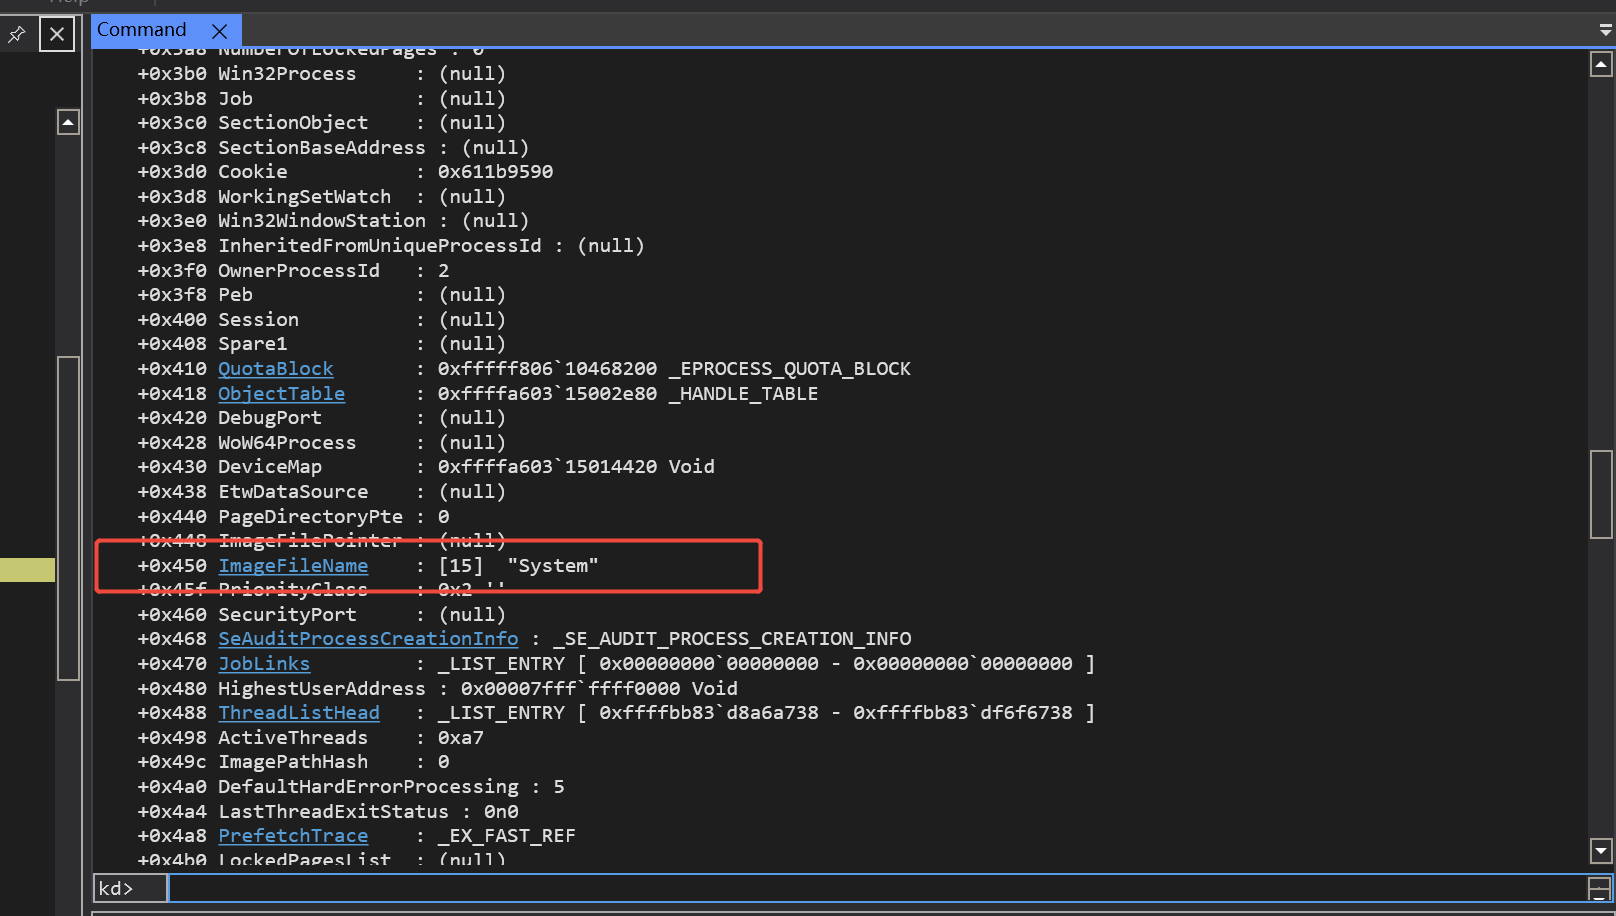 Help
Command
+0x3a8 NumberOfLockedPages : 0
+0x3b0 Win32Process     : (null)
+0x3b8 Job              : (null)
+0x3c0 SectionObject    : (null)
+0x3c8 SectionBaseAddress : (null)
+0x3d0 Cookie           : 0x611b9590
+0x3d8 WorkingSetWatch  : (null)
+0x3e0 Win32WindowStation : (null)
+0x3e8 InheritedFromUniqueProcessId : (null)
+0x3f0 OwnerProcessId   : 2
+0x3f8 Peb              : (null)
+0x400 Session          : (null)
+0x408 Spare1           : (null)
+0x410 QuotaBlock       : 0xfffff806`10468200 _EPROCESS_QUOTA_BLOCK
+0x418 ObjectTable      : 0xffffa603`15002e80 _HANDLE_TABLE
+0x420 DebugPort        : (null)
+0x428 WoW64Process     : (null)
+0x430 DeviceMap        : 0xffffa603`15014420 Void
+0x438 EtwDataSource    : (null)
+0x440 PageDirectoryPte : 0
+0x448 ImageFilePointer : (null)
+0x450 ImageFileName    : [15]  "System"
+0x45f PriorityClass    : 0x2 ''
+0x460 SecurityPort     : (null)
+0x468 SeAuditProcessCreationInfo : _SE_AUDIT_PROCESS_CREATION_INFO
+0x470 JobLinks         : _LIST_ENTRY [ 0x00000000`00000000 - 0x00000000`00000000 ]
+0x480 HighestUserAddress : 0x00007fff`ffff0000 Void
+0x488 ThreadListHead   : _LIST_ENTRY [ 0xffffbb83`d8a6a738 - 0xffffbb83`df6f6738 ]
+0x498 ActiveThreads    : 0xa7
+0x49c ImagePathHash    : 0
+0x4a0 DefaultHardErrorProcessing : 5
+0x4a4 LastThreadExitStatus : 0n0
+0x4a8 PrefetchTrace    : _EX_FAST_REF
+0x4b0 LockedPagesList  : (null)
kd>